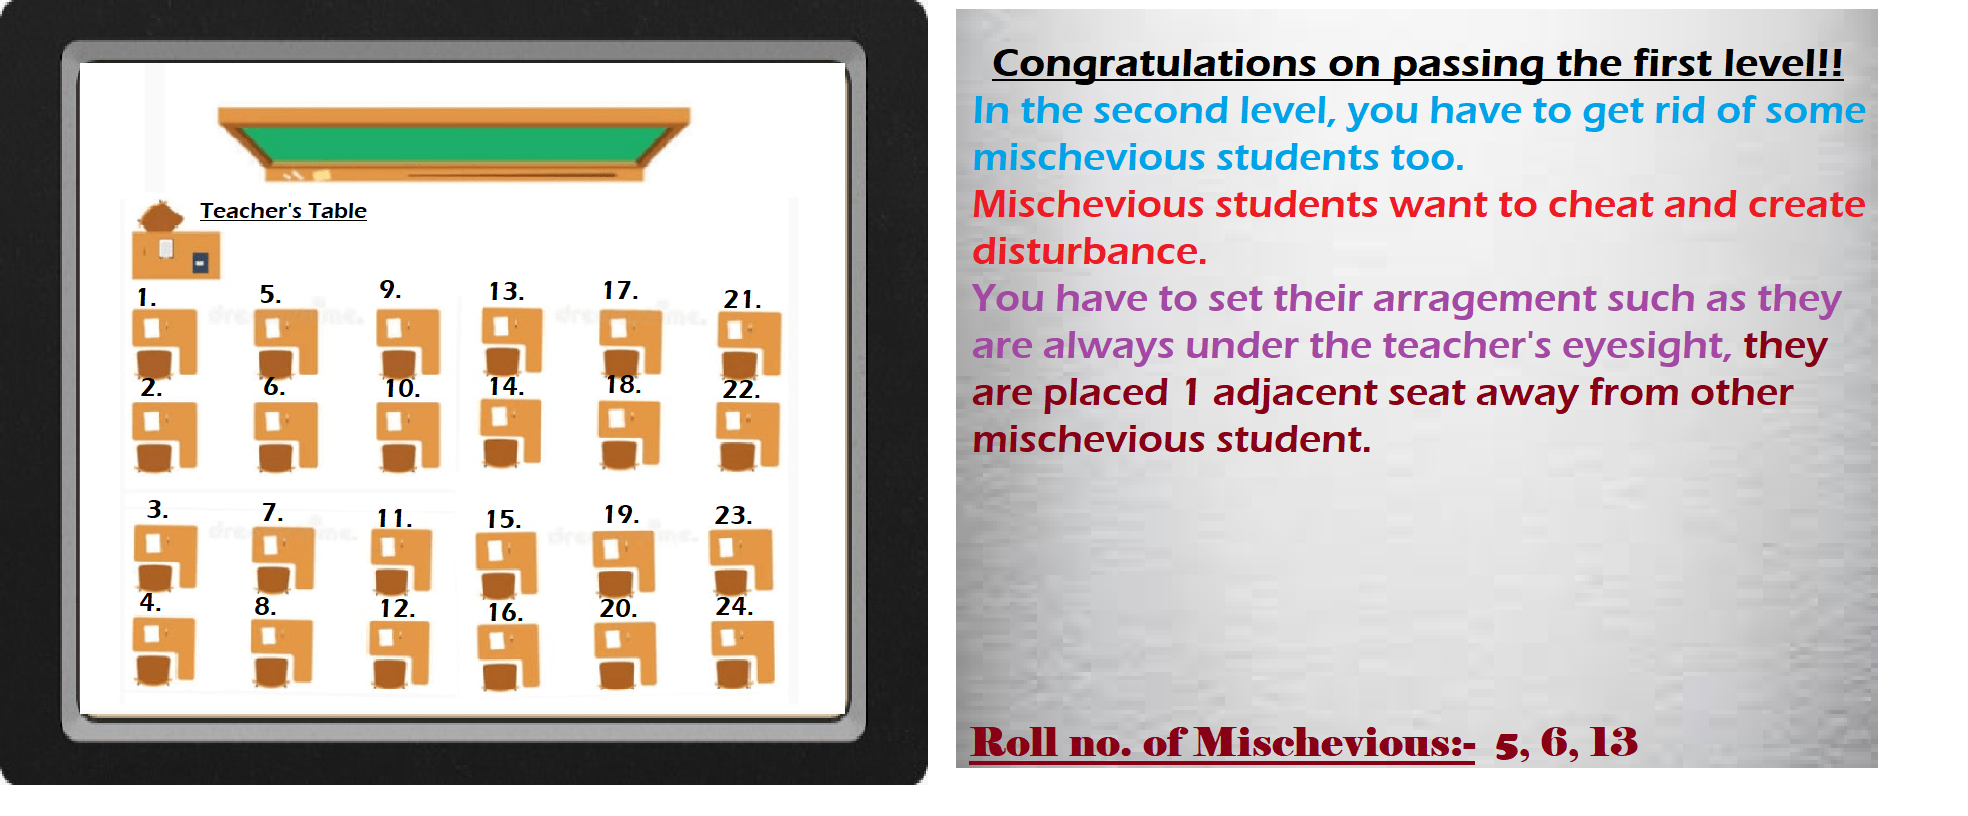 Teacher's Table
1. 5. 9. 13. 17. 21.
2. 6. 10. 14. 18. 22.
3. 7. 11. 15. 19. 23.
4. 8. 12. 16. 20. 24.
Congratulations on passing the first level!!
In the second level, you have to get rid of some
mischevious students too.
Mischevious students want to cheat and create
disturbance.
You have to set their arragement such as they
are always under the teacher's eyesight, they
are placed 1 adjacent seat away from other
mischevious student.
Roll no. of Mischevious:- 5, 6, 13